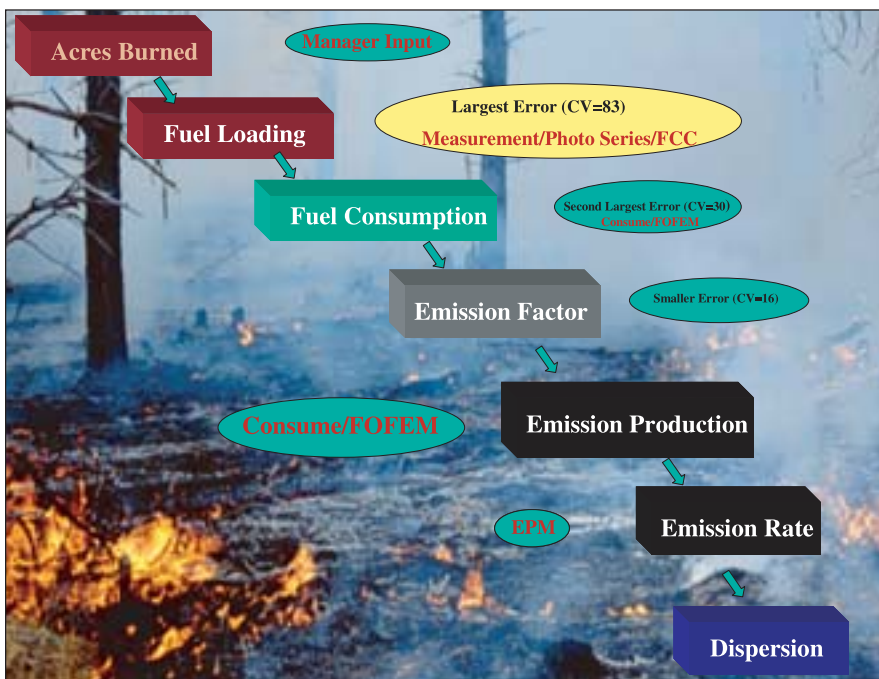 Acres Burned
Manager Input
Fuel Loading
Largest Error (CV=83)
Measurement/Photo Series/FCC
Fuel Consumption
Second Largest Error (CV=30)
Consume/FOFEM
Emission Factor
Smaller Error (CV=16)
Emission Production
Consume/FOFEM
Emission Rate
EPM
Dispersion